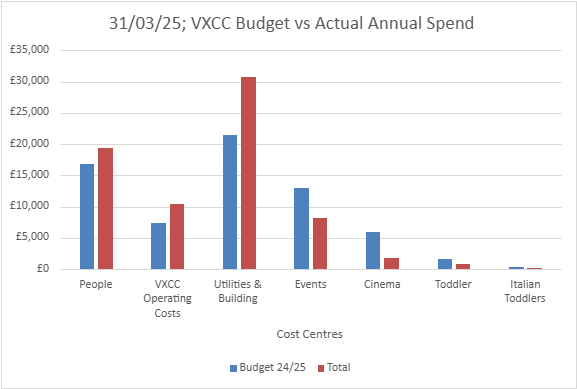 31/03/25; VXCC Budget vs Actual Annual Spend
£35,000
£30,000
£25,000
£20,000
£15,000
£10,000
£5,000
£0
People
VXCC
Operating
Costs
Utilities &
Building
Events
Cinema
Toddler
Italian
Toddlers
Cost Centres
Budget 24/25
Total